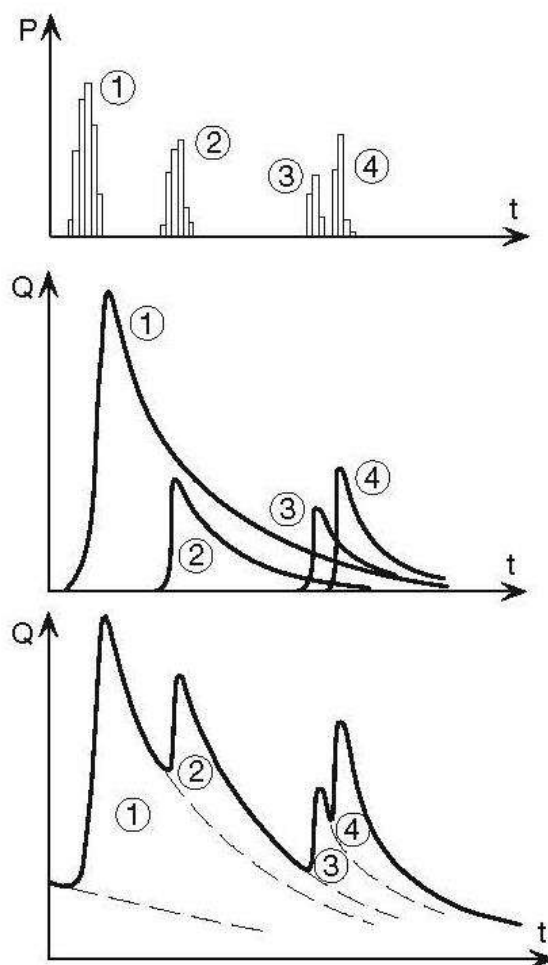 P
①
②
③
④
t
Q
①
②
③
④
t
Q
①
②
③
④
t